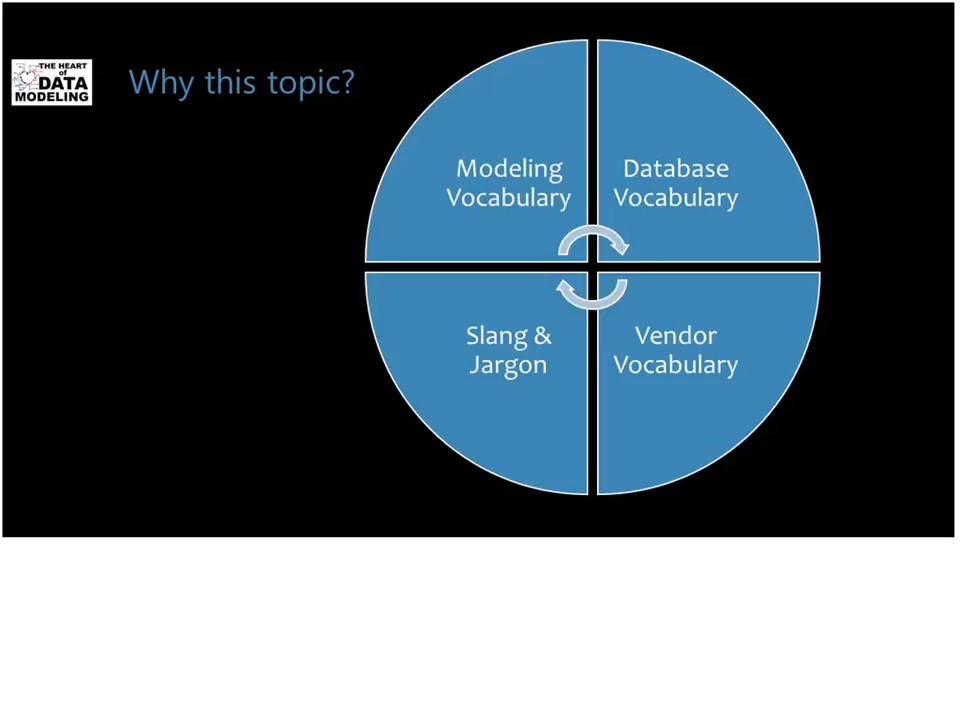 THE HEART
of
DATA
MODELING
Why this topic?
Modeling
Vocabulary
Database
Vocabulary
Slang &
Jargon
Vendor
Vocabulary